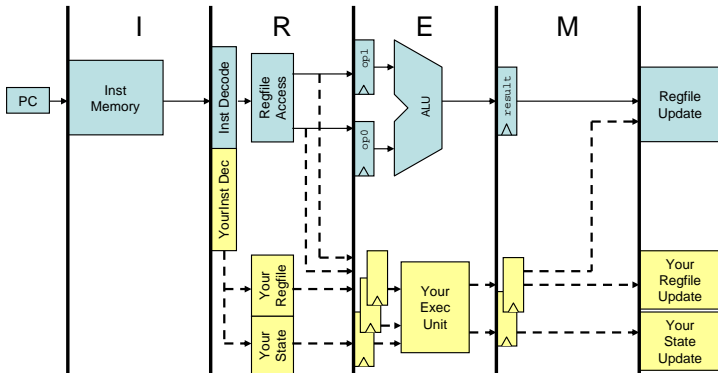 I
R
E
M
PC
Inst
Memory
Inst Decode
Regfile
Access
op1
op0
ALU
result
Regfile
Update
YourInst Dec
Your
Regfile
Your
State
Your
Exec
Unit
Your
Regfile
Update
Your
State
Update